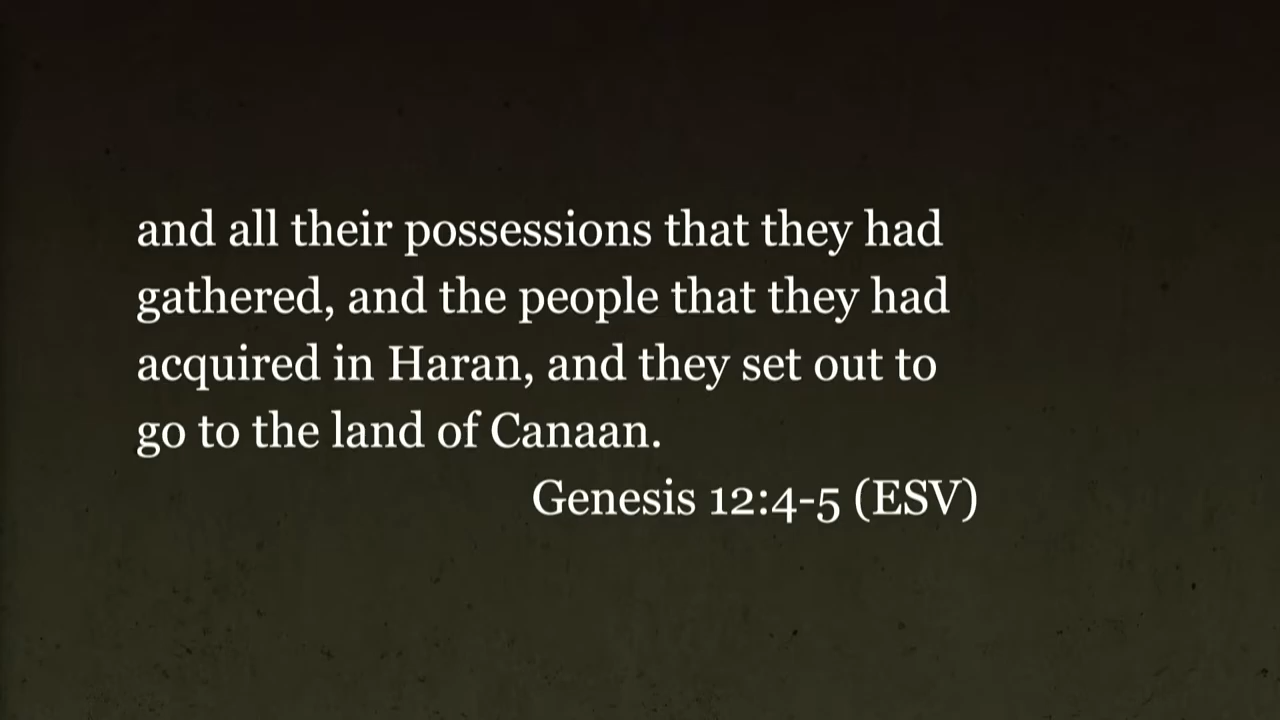 and all their possessions that they had
gathered, and the people that they had
acquired in Haran, and they set out to
go to the land of Canaan.
Genesis 12:4-5 (ESV)